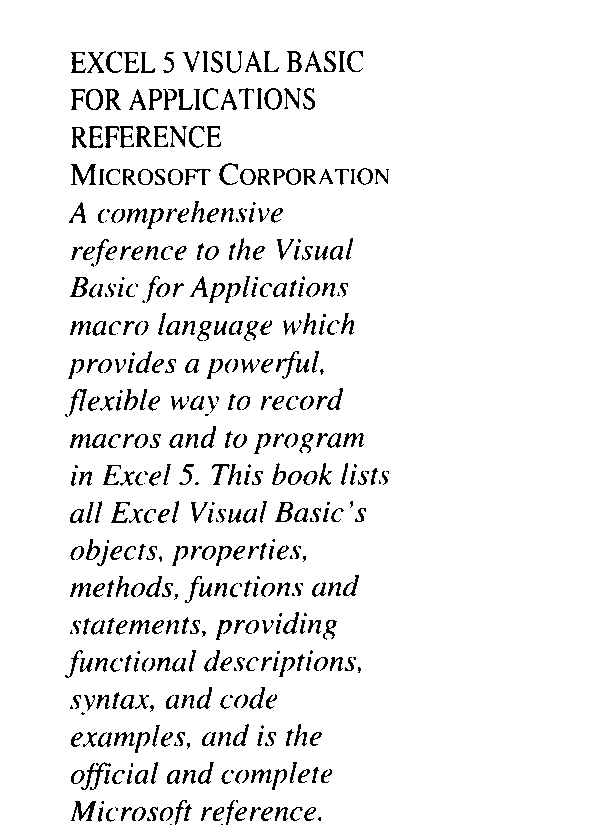 EXCEL 5 VISUAL BASIC
FOR APPLICATIONS
REFERENCE
MICROSOFT CORPORATION
A comprehensive
reference to the Visual
Basic for Applications
macro language which
provides a powerful,
flexible way to record
macros and to program
in Excel 5. This book lists
all Excel Visual Basic's
objects, properties,
methods, functions and
statements, providing
functional descriptions,
syntax, and code
examples, and is the
official and complete
Microsoft reference.